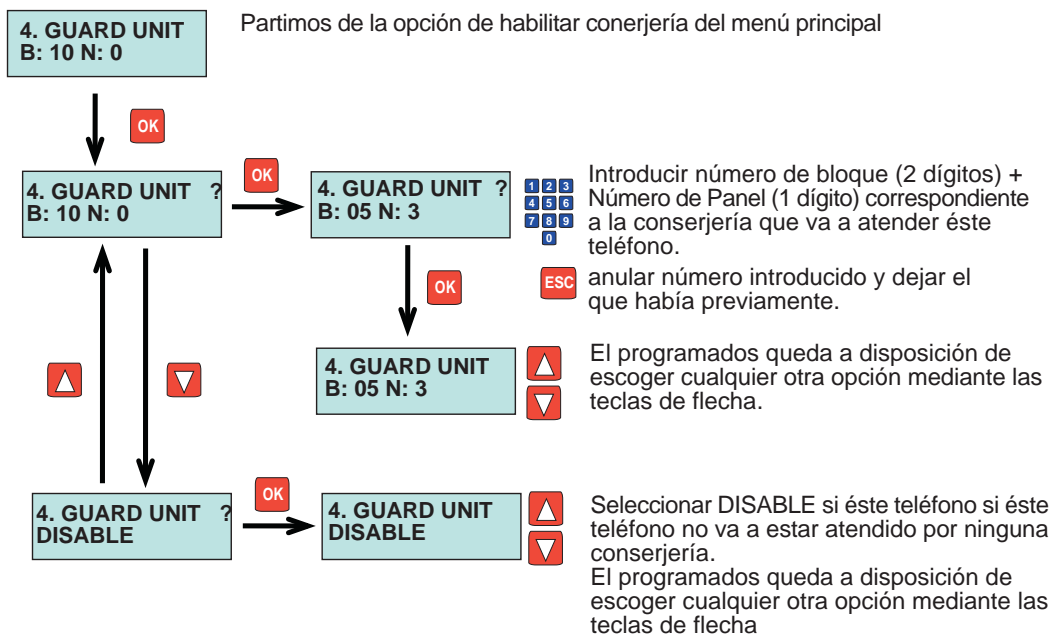 4. GUARD UNIT
B: 10 N: 0
Partimos de la opción de habilitar conerjería del menú principal
OK
4. GUARD UNIT ?
B: 10 N: 0
OK
4. GUARD UNIT ?
B: 05 N: 3
1 2 3
4 5 6
7 8 9
0
Introducir número de bloque (2 dígitos) +
Número de Panel (1 dígito) correspondiente
a la conserjería que va a atender éste
teléfono.
ESC
anular número introducido y dejar el
que había previamente.
OK
4. GUARD UNIT
B: 05 N: 3
El programados queda a disposición de
escoger cualquier otra opción mediante las
teclas de flecha.
4. GUARD UNIT ?
DISABLE
OK
4. GUARD UNIT
DISABLE
Seleccionar DISABLE si éste teléfono si éste
teléfono no va a estar atendido por ninguna
conserjería.
El programados queda a disposición de
escoger cualquier otra opción mediante las
teclas de flecha